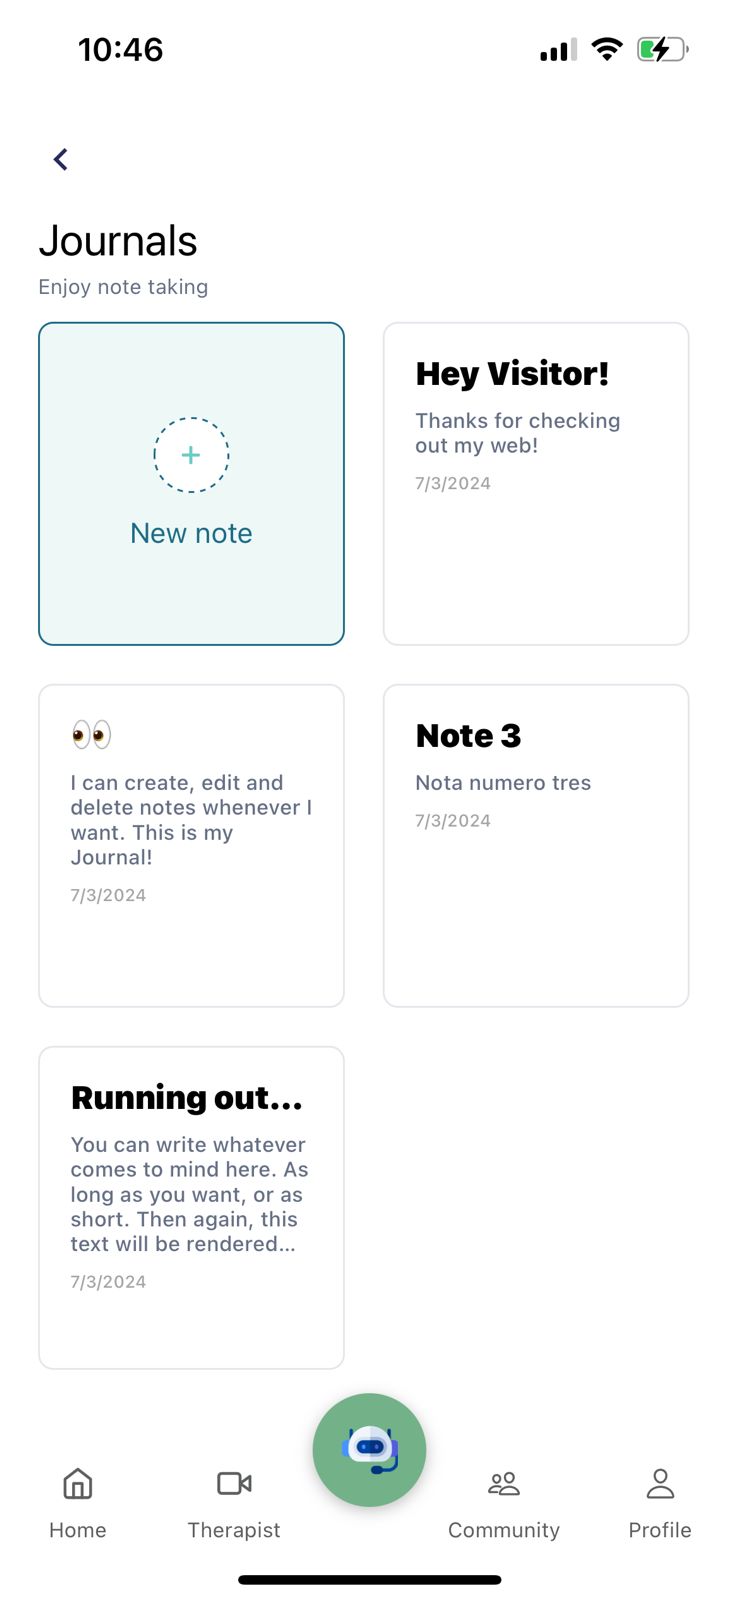 10:46
Journals
Enjoy note taking
New note
Hey Visitor!
Thanks for checking
out my web!
7/3/2024
👀
I can create, edit and
delete notes whenever I
want. This is my
Journal!
7/3/2024
Note 3
Nota numero tres
7/3/2024
Running out...
You can write whatever
comes to mind here. As
long as you want, or as
short. Then again, this
text will be rendered...
7/3/2024
Home
Therapist
Community
Profile